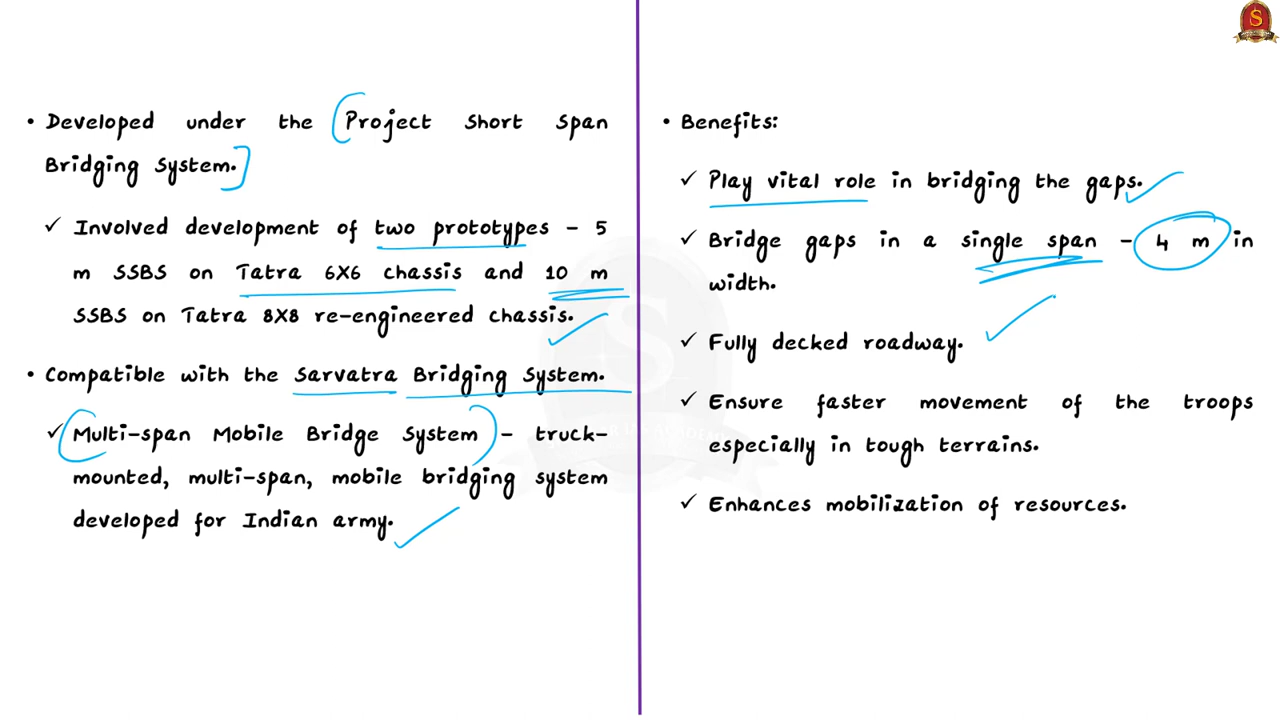 • Developed under the Project Short Span
Bridging System.
✓ Involved development of two prototypes - 5
m SSBS on Tatra 6X6 chassis and 10 m
SSBS on Tatra 8X8 re-engineered chassis.
• Compatible with the Sarvatra Bridging System.
✓ Multi-span Mobile Bridge System - truck-
mounted, multi-span, mobile bridging system
developed for Indian army.
• Benefits:
✓ Play vital role in bridging the gaps.
✓ Bridge gaps in a single span - 4 m in
width.
✓ Fully decked roadway.
✓ Ensure faster movement of the troops
especially in tough terrains.
✓ Enhances mobilization of resources.
S